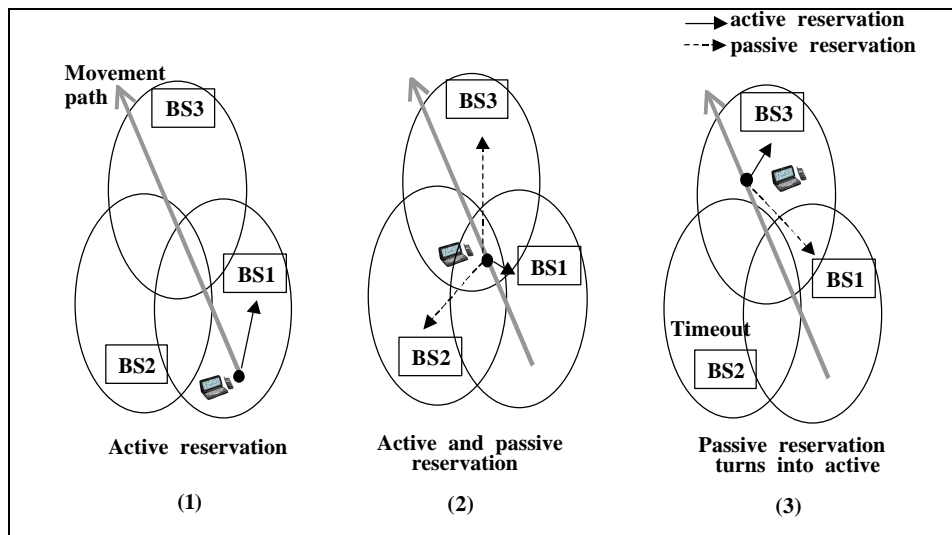 active reservation
passive reservation
Movement
path
BS3
BS1
BS2
Active reservation
(1)
BS3
BS1
BS2
Active and passive
reservation
(2)
BS3
BS1
Timeout
BS2
Passive reservation
turns into active
(3)